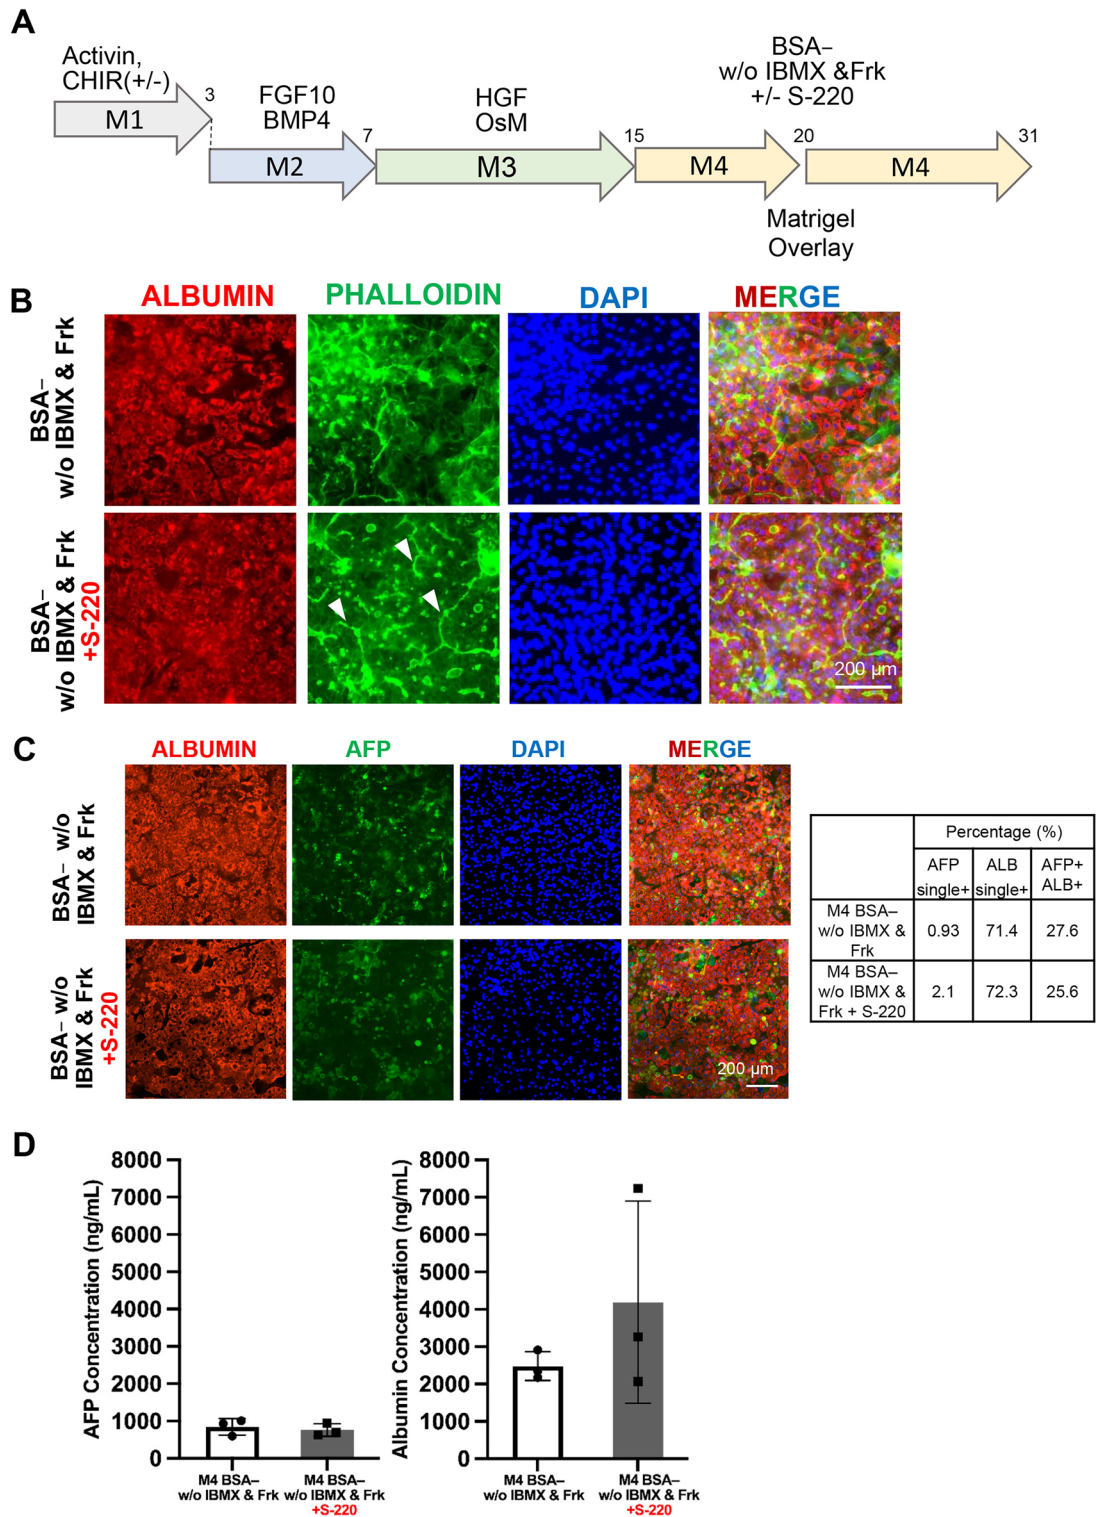 A
Activin,
CHIR(+/-)
M1
3
FGF10
BMP4
M2
7
HGF
OsM
M3
15
BSA–
w/o IBMX &Frk
+/- S-220
M4
20
M4
31
Matrigel
Overlay
B
ALBUMIN
PHALLOIDIN
DAPI
MERGE
BSA–
w/o IBMX & Frk
BSA–
w/o IBMX & Frk
+S-220
200 µm
C
ALBUMIN
AFP
DAPI
MERGE
BSA– w/o
IBMX & Frk
BSA– w/o
IBMX & Frk
+S-220
200 µm
Percentage (%)
AFP
single+
ALB
single+
AFP+
ALB+
M4 BSA–
w/o IBMX &
Frk
0.93
71.4
27.6
M4 BSA–
w/o IBMX &
Frk + S-220
2.1
72.3
25.6
D
AFP Concentration (ng/mL)
8000
7000
6000
5000
4000
3000
2000
1000
0
M4 BSA–
w/o IBMX & Frk
M4 BSA–
w/o IBMX & Frk
+S-220
Albumin Concentration (ng/mL)
8000
7000
6000
5000
4000
3000
2000
1000
0
M4 BSA–
w/o IBMX & Frk
M4 BSA–
w/o IBMX & Frk
+S-220